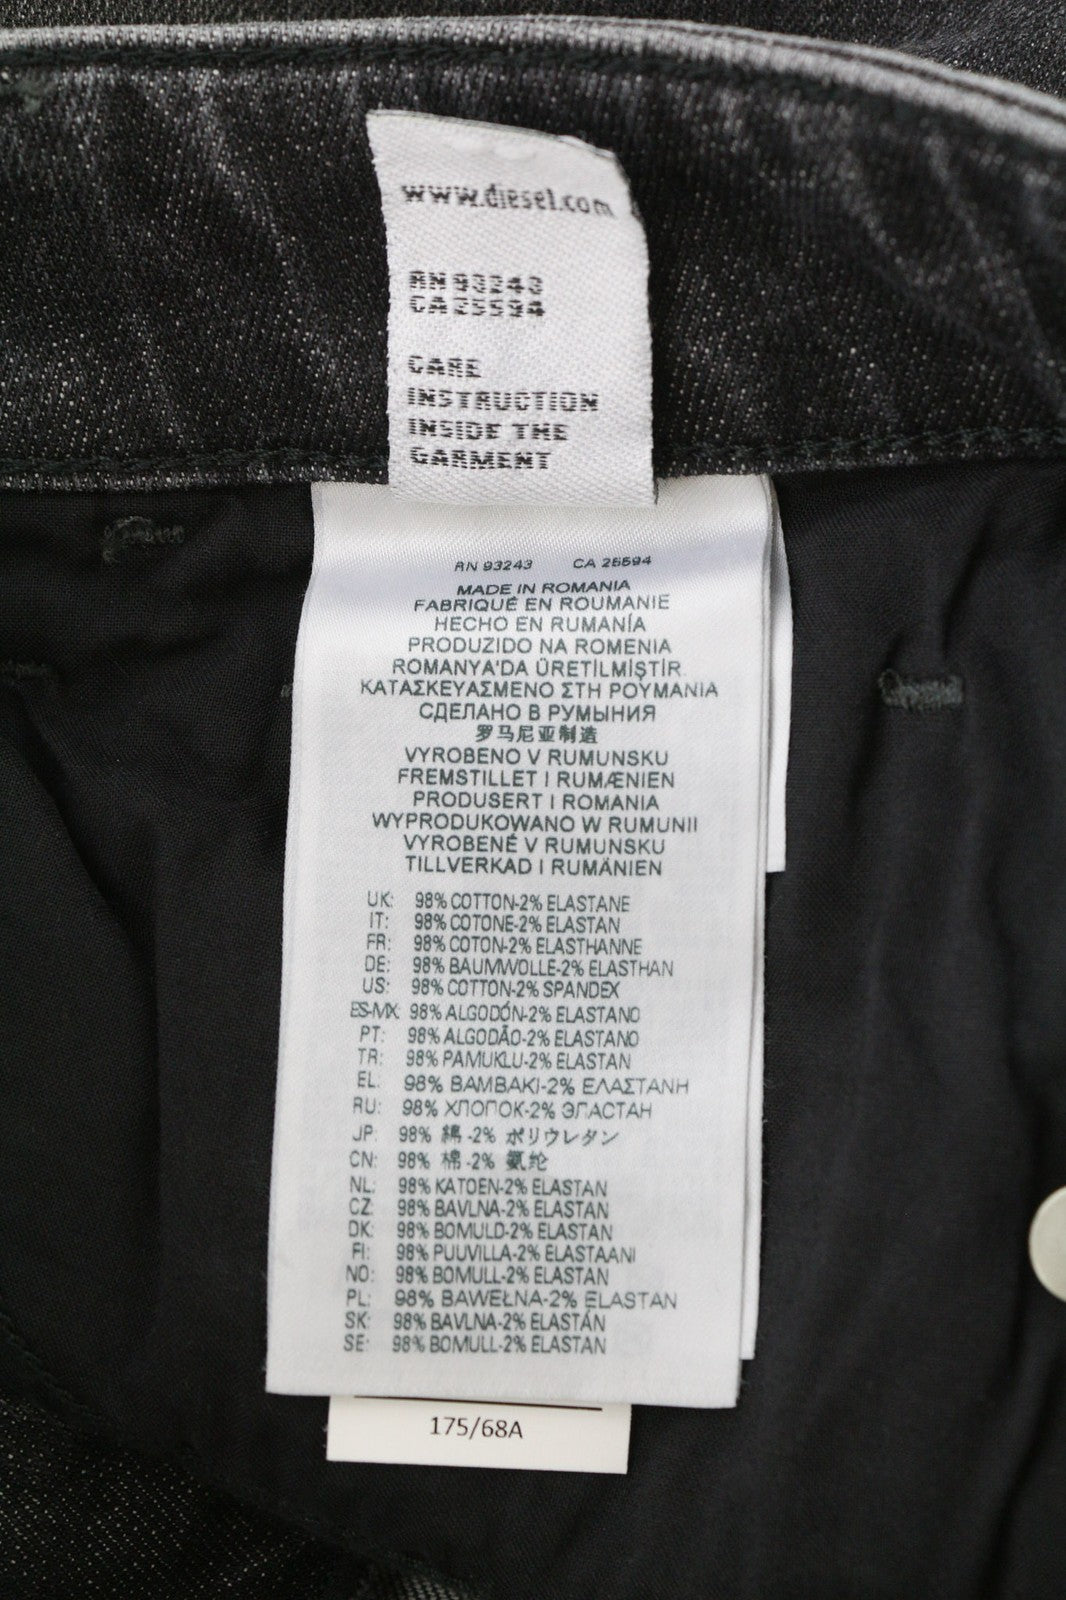 www.diesel.com
RN 93243
CA 25594
CARE
INSTRUCTION
INSIDE THE
GARMENT
RN 93243 CA 25594
MADE IN ROMANIA
FABRIQUÉ EN ROUMANIE
HECHO EN RUMANÍA
PRODUZIDO NA ROMENIA
ROMANYA'DA ÜRETİLMİŞTİR.
ΚΑΤΑΣΚΕΥΑΣΜΕΝΟ ΣΤΗ ΡΟΥΜΑΝΙΑ
СДЕЛАНО В РУМЫНИЯ
罗马尼亚制造
VYROBENO V RUMUNSKU
FREMSTILLET I RUMÆNIEN
PRODUSERT I ROMANIA
WYPRODUKOWANO W RUMUNII
VYROBENÉ V RUMUNSKU
TILLVERKAD I RUMÄNIEN
UK: 98% COTTON-2% ELASTANE
IT: 98% COTONE-2% ELASTAN
FR: 98% COTON-2% ELASTHANNE
DE: 98% BAUMWOLLE-2% ELASTHAN
US: 98% COTTON-2% SPANDEX
ES-MX: 98% ALGODÓN-2% ELASTANO
PT: 98% ALGODÃO-2% ELASTANO
TR: 98% PAMUKLU-2% ELASTAN
EL: 98% ΒΑΜΒΑΚΙ-2% ΕΛΑΣΤΑΝΗ
RU: 98% ХЛОПОК-2% ЭЛАСТАН
JP: 98% 綿 -2% ポリウレタン
CN: 98% 棉 -2% 氨纶
NL: 98% KATOEN-2% ELASTAN
CZ: 98% BAVLNA-2% ELASTAN
DK: 98% BOMULD-2% ELASTAN
FI: 98% PUUVILLA-2% ELASTAANI
NO: 98% BOMULL-2% ELASTAN
PL: 98% BAWEŁNA-2% ELASTAN
SK: 98% BAVLNA-2% ELASTÁN
SE: 98% BOMULL-2% ELASTAN
175/68A